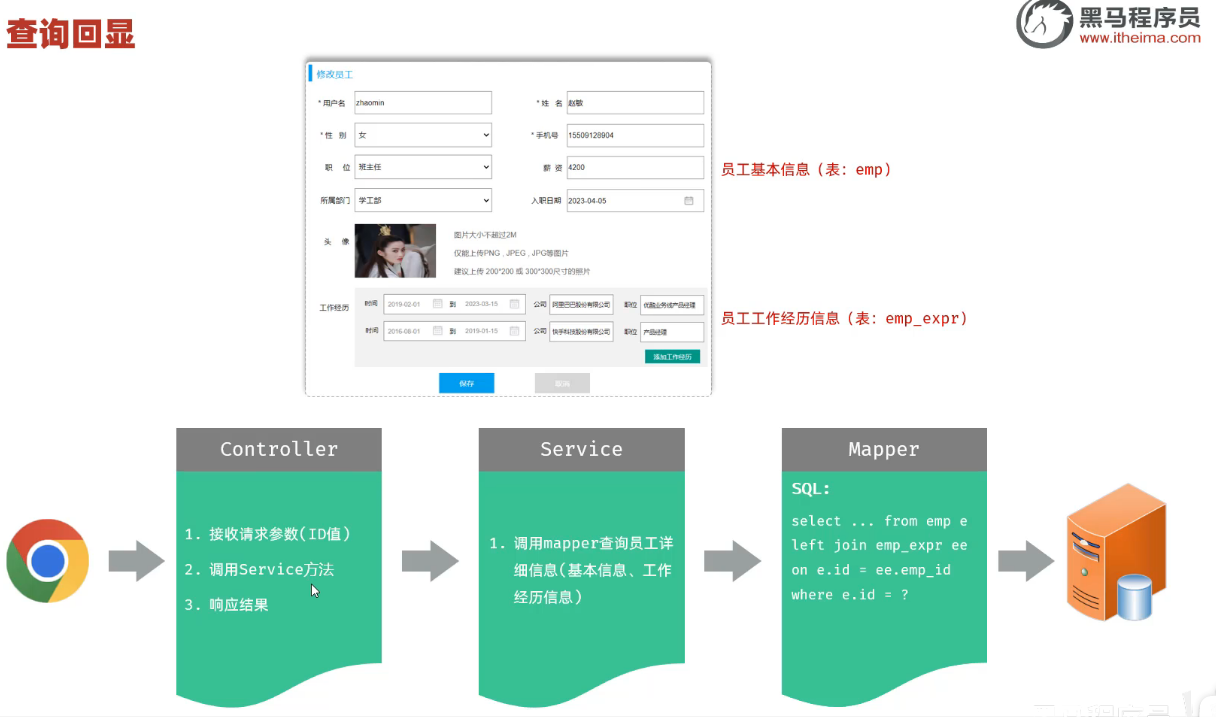 查询回显
黑马程序员
www.itheima.com
修改员工
*用户名 zhaomin *姓 名 赵敏
*性 别 女 *手机号 15509128904
职 位 班主任 薪 资 4200
所属部门 学工部 入职日期 2023-04-05
员工基本信息（表：emp）
头 像
图片大小不超过2M
仅能上传PNG , JPEG , JPG等图片
建议上传 200*200 或 300*300尺寸的照片
工作经历 时间 2019-02-01 到 2023-03-15 公司 阿里巴巴股份有限公司 职位 优酷业务线产品经理
时间 2016-08-01 到 2019-01-15 公司 快手科技股份有限公司 职位 产品经理
添加工作经历
员工工作经历信息（表：emp_expr）
保存
Controller
1. 接收请求参数(ID值)
2. 调用Service方法
3. 响应结果
Service
1. 调用mapper查询员工详
细信息(基本信息、工作
经历信息)
Mapper
SQL:
select ... from emp e
left join emp_expr ee
on e.id = ee.emp_id
where e.id = ?